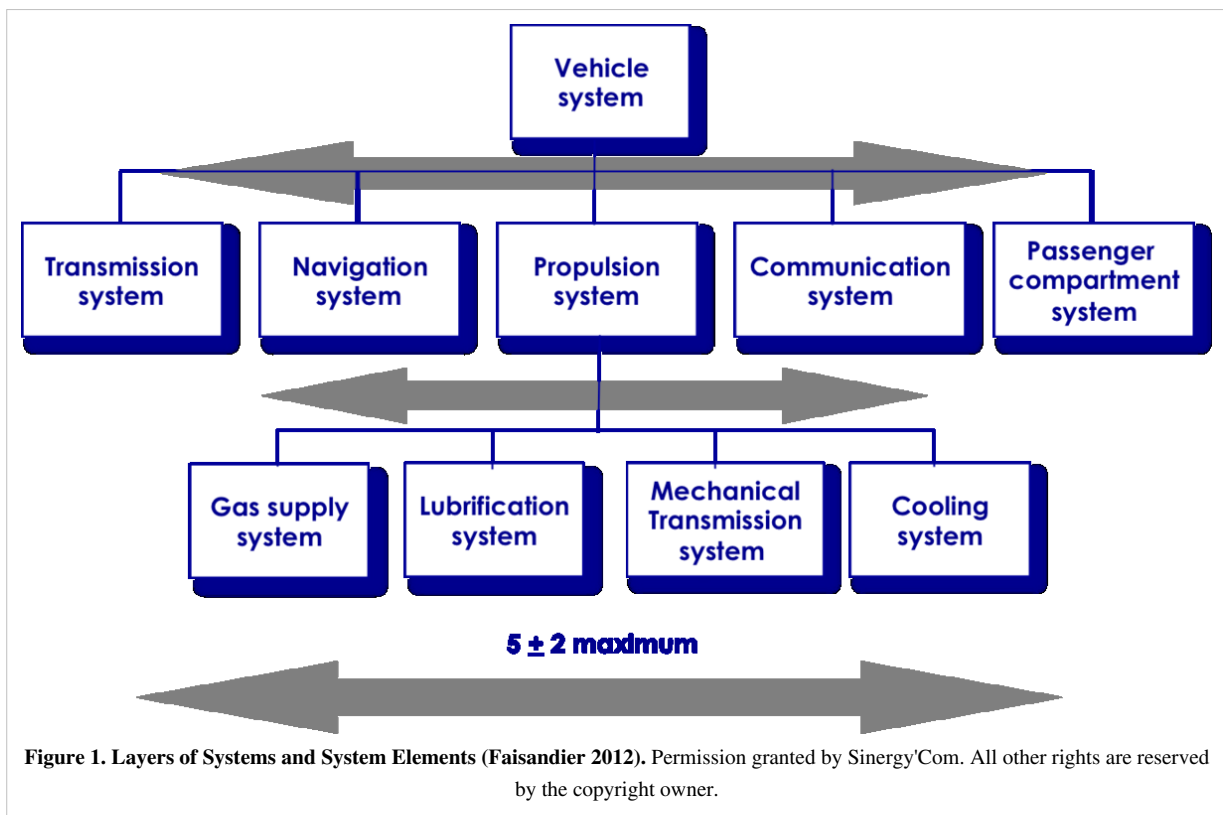 Vehicle
system
Transmission
system
Navigation
system
Propulsion
system
Communication
system
Passenger
compartment
system
Gas supply
system
Lubrification
system
Mechanical
Transmission
system
Cooling
system
5 ± 2 maximum
Figure 1. Layers of Systems and System Elements (Faisandier 2012). Permission granted by Sinergy'Com. All other rights are reserved
by the copyright owner.